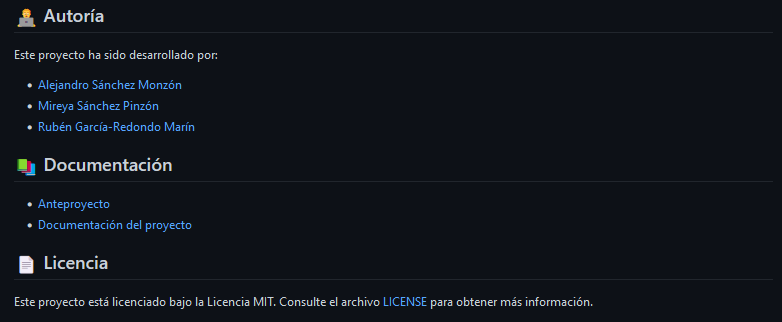 Autoría
Este proyecto ha sido desarrollado por:
Alejandro Sánchez Monzón
Mireya Sánchez Pinzón
Rubén García-Redondo Marín
Documentación
Anteproyecto
Documentación del proyecto
Licencia
Este proyecto está licenciado bajo la Licencia MIT. Consulte el archivo LICENSE para obtener más información.